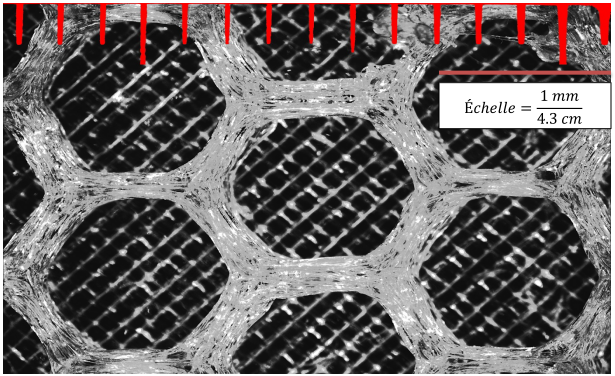 Échelle = 1 mm / 4.3 cm